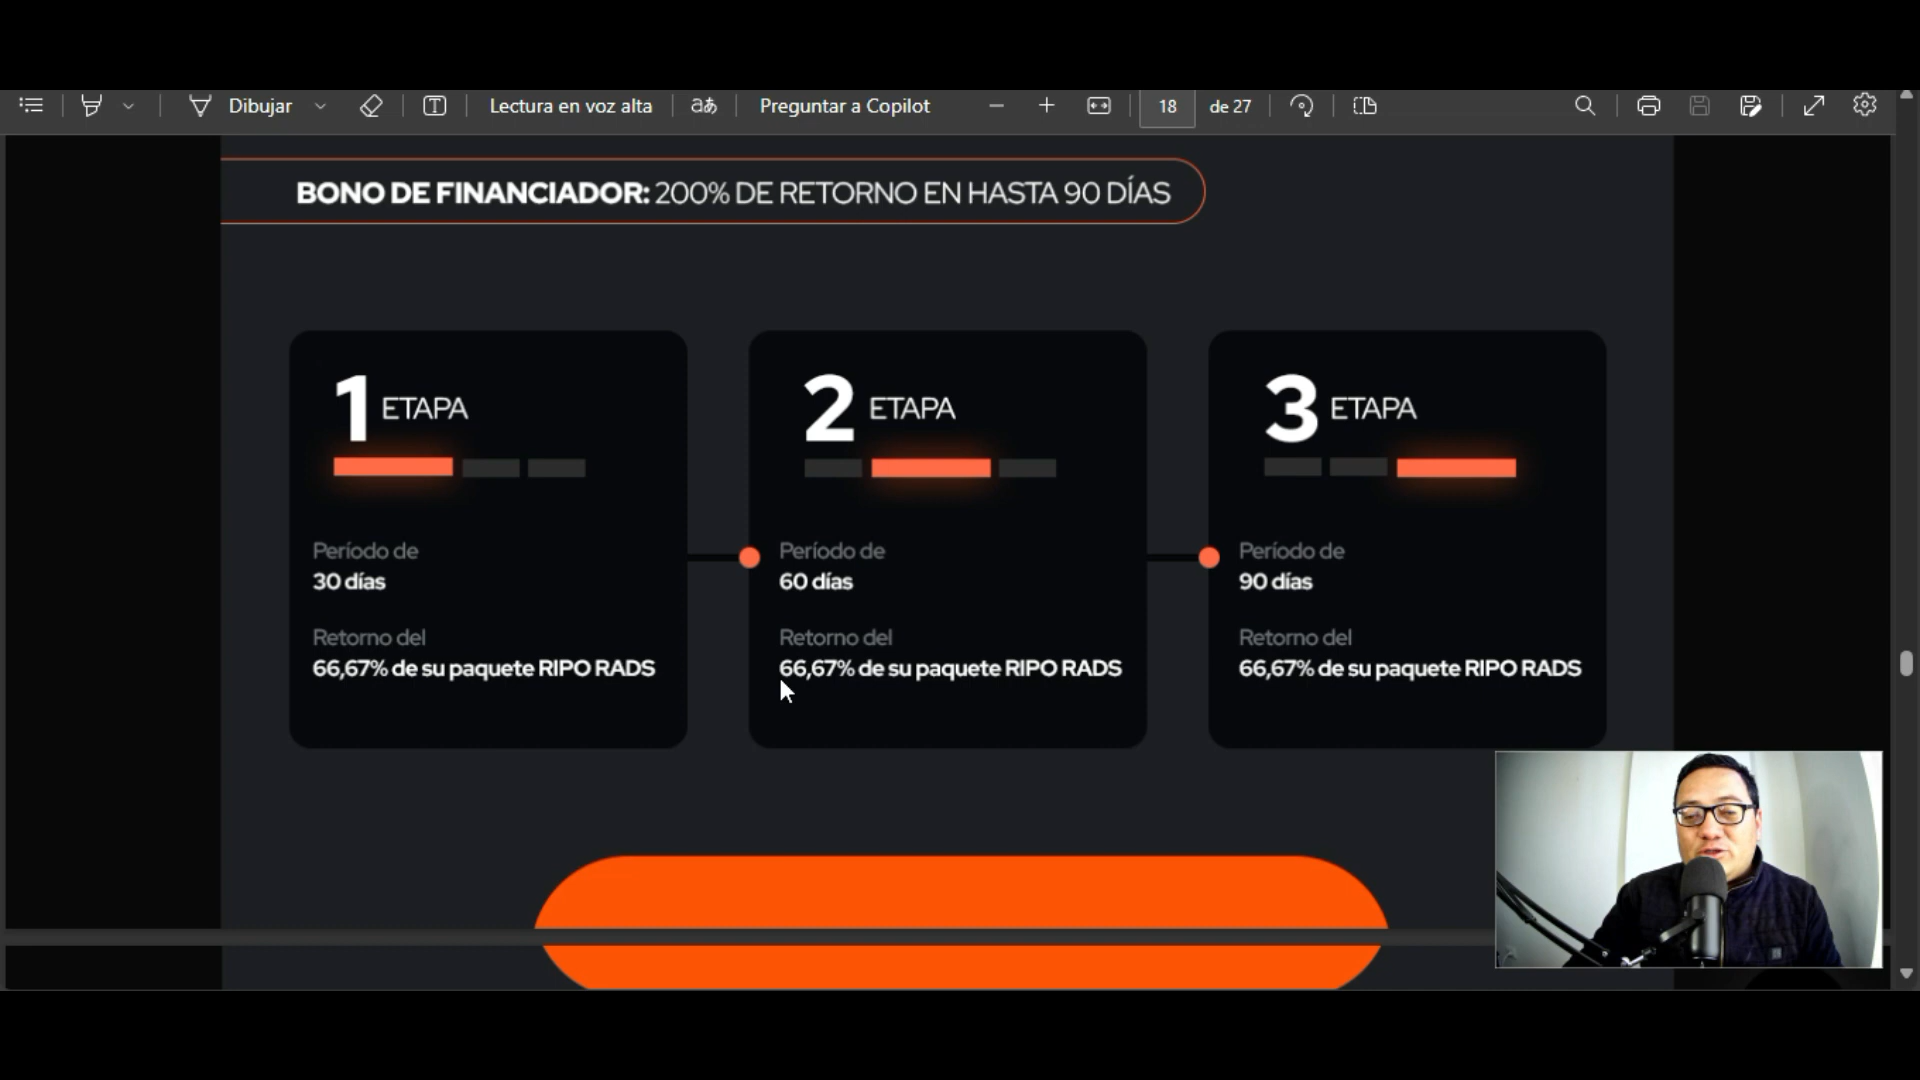 Dibujar
Lectura en voz alta
aあ
Preguntar a Copilot
18
de 27
BONO DE FINANCIADOR: 200% DE RETORNO EN HASTA 90 DÍAS
1 ETAPA
Período de
30 días
Retorno del
66,67% de su paquete RIPO RADS
2 ETAPA
Período de
60 días
Retorno del
66,67% de su paquete RIPO RADS
3 ETAPA
Período de
90 días
Retorno del
66,67% de su paquete RIPO RADS